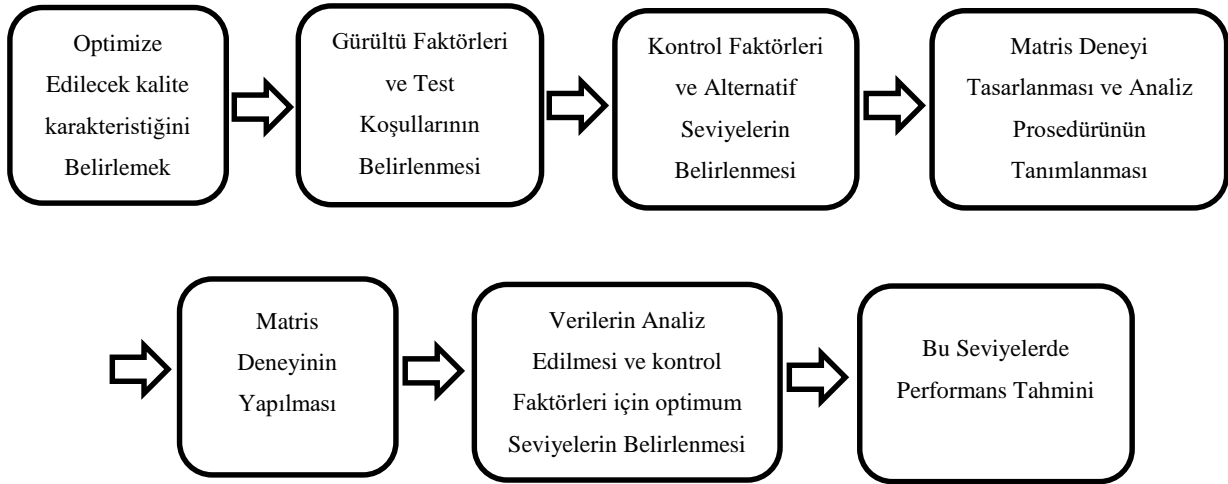 Optimize
Edilecek kalite
karakteristiğini
Belirlemek
Gürültü Faktörleri
ve Test
Koşullarının
Belirlenmesi
Kontrol Faktörleri
ve Alternatif
Seviyelerin
Belirlenmesi
Matris Deneyi
Tasarlanması ve Analiz
Prosedürünün
Tanımlanması
Matris
Deneyinin
Yapılması
Verilerin Analiz
Edilmesi ve kontrol
Faktörleri için optimum
Seviyelerin Belirlenmesi
Bu Seviyelerde
Performans Tahmini